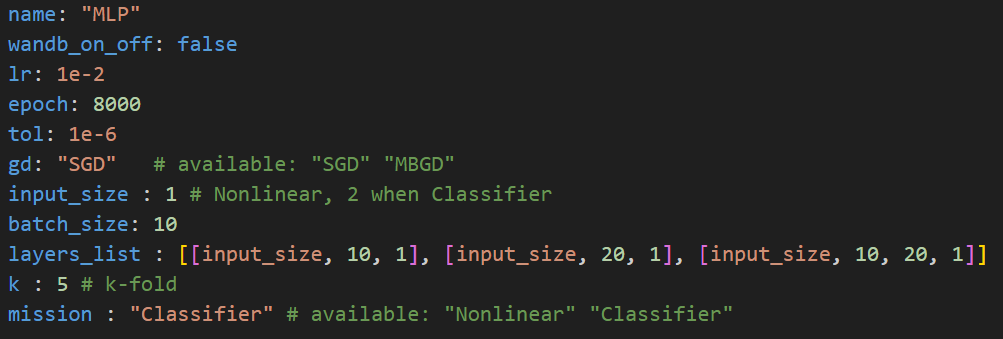 name: "MLP"
wandb_on_off: false
lr: 1e-2
epoch: 8000
tol: 1e-6
gd: "SGD"   # available: "SGD" "MBGD"
input_size : 1 # Nonlinear, 2 when Classifier
batch_size: 10
layers_list : [[input_size, 10, 1], [input_size, 20, 1], [input_size, 10, 20, 1]]
k : 5 # k-fold
mission : "Classifier" # available: "Nonlinear" "Classifier"